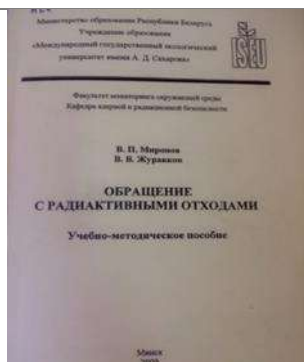 Министерство образования Республики Беларусь
Учреждение образования
«Международный государственный экологический
университет имени А. Д. Сахарова»
ISEU
Факультет мониторинга окружающей среды
Кафедра ядерной и радиационной безопасности
В. П. Миронов
В. В. Журавков
ОБРАЩЕНИЕ
С РАДИАКТИВНЫМИ ОТХОДАМИ
Учебно-методическое пособие
Минск